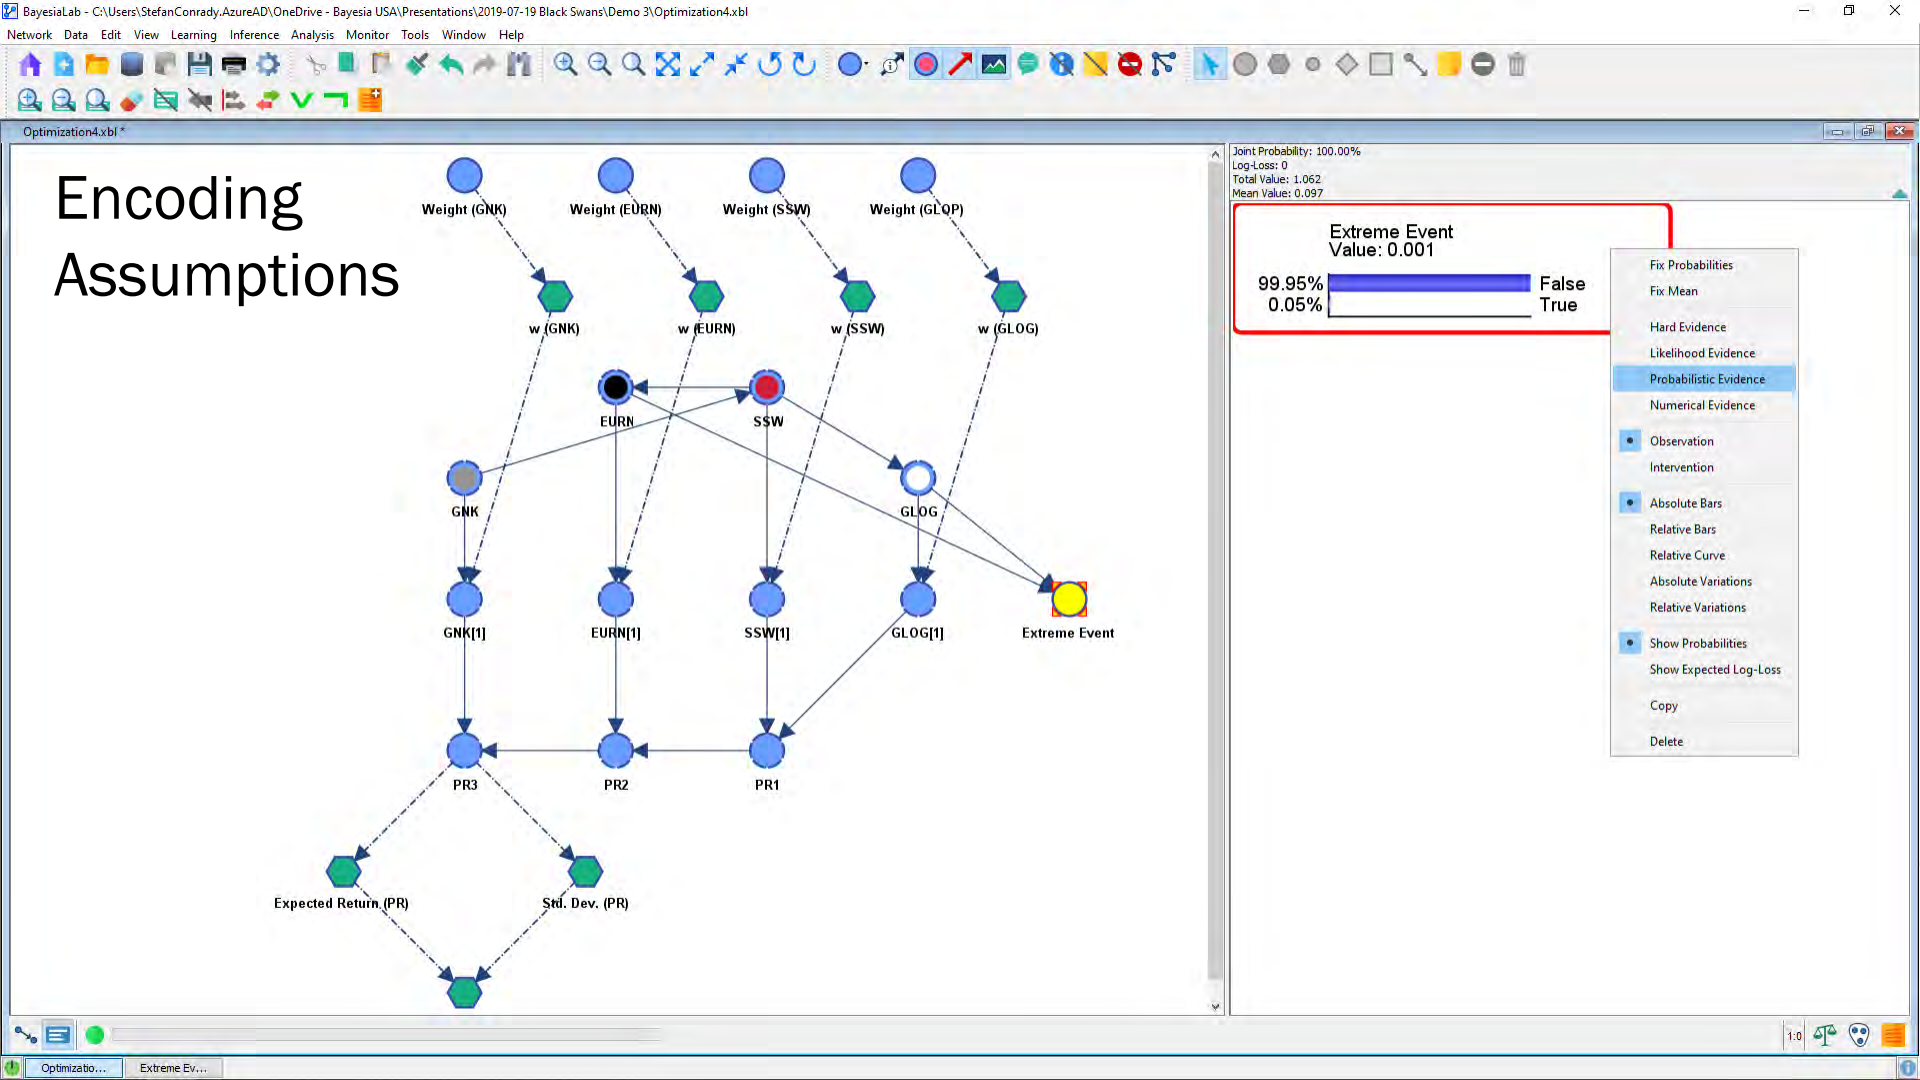 BayesiaLab - C:\Users\StefanConrady.AzureAD\OneDrive - Bayesia USA\Presentations\2019-07-19 Black Swans\Demo 3\Optimization4.xbl
Network Data Edit View Learning Inference Analysis Monitor Tools Window Help
Optimization4.xbl *
Encoding
Assumptions
Weight (GNK) Weight (EURN) Weight (SSW) Weight (GLOP)
w (GNK) w (EURN) w (SSW) w (GLOG)
EURN SSW
GNK GLOG
GNK[1] EURN[1] SSW[1] GLOG[1] Extreme Event
PR3 PR2 PR1
Expected Return (PR) Std. Dev. (PR)
Joint Probability: 100.00%
Log-Loss: 0
Total Value: 1.062
Mean Value: 0.097
Extreme Event
Value: 0.001
99.95% False
0.05% True
Fix Probabilities
Fix Mean
Hard Evidence
Likelihood Evidence
Probabilistic Evidence
Numerical Evidence
Observation
Intervention
Absolute Bars
Relative Bars
Relative Curve
Absolute Variations
Relative Variations
Show Probabilities
Show Expected Log-Loss
Copy
Delete
1:0
Optimizatio... Extreme Ev...